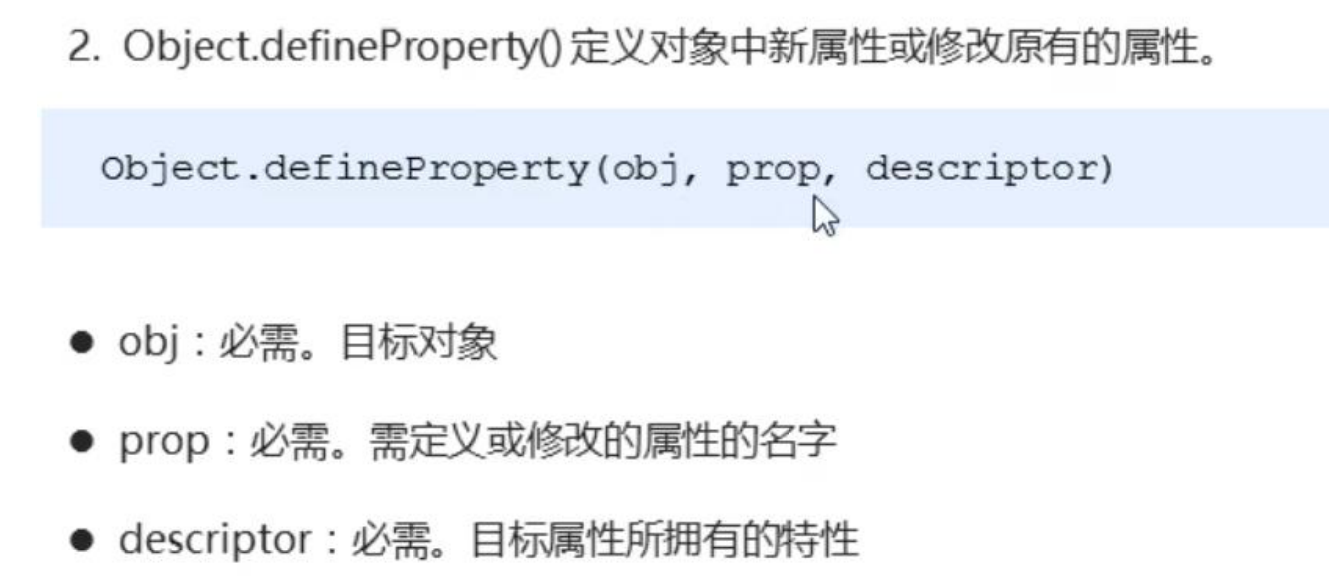 2. Object.defineProperty() 定义对象中新属性或修改原有的属性。
Object.defineProperty(obj, prop, descriptor)
● obj：必需。目标对象
● prop：必需。需定义或修改的属性的名字
● descriptor：必需。目标属性所拥有的特性